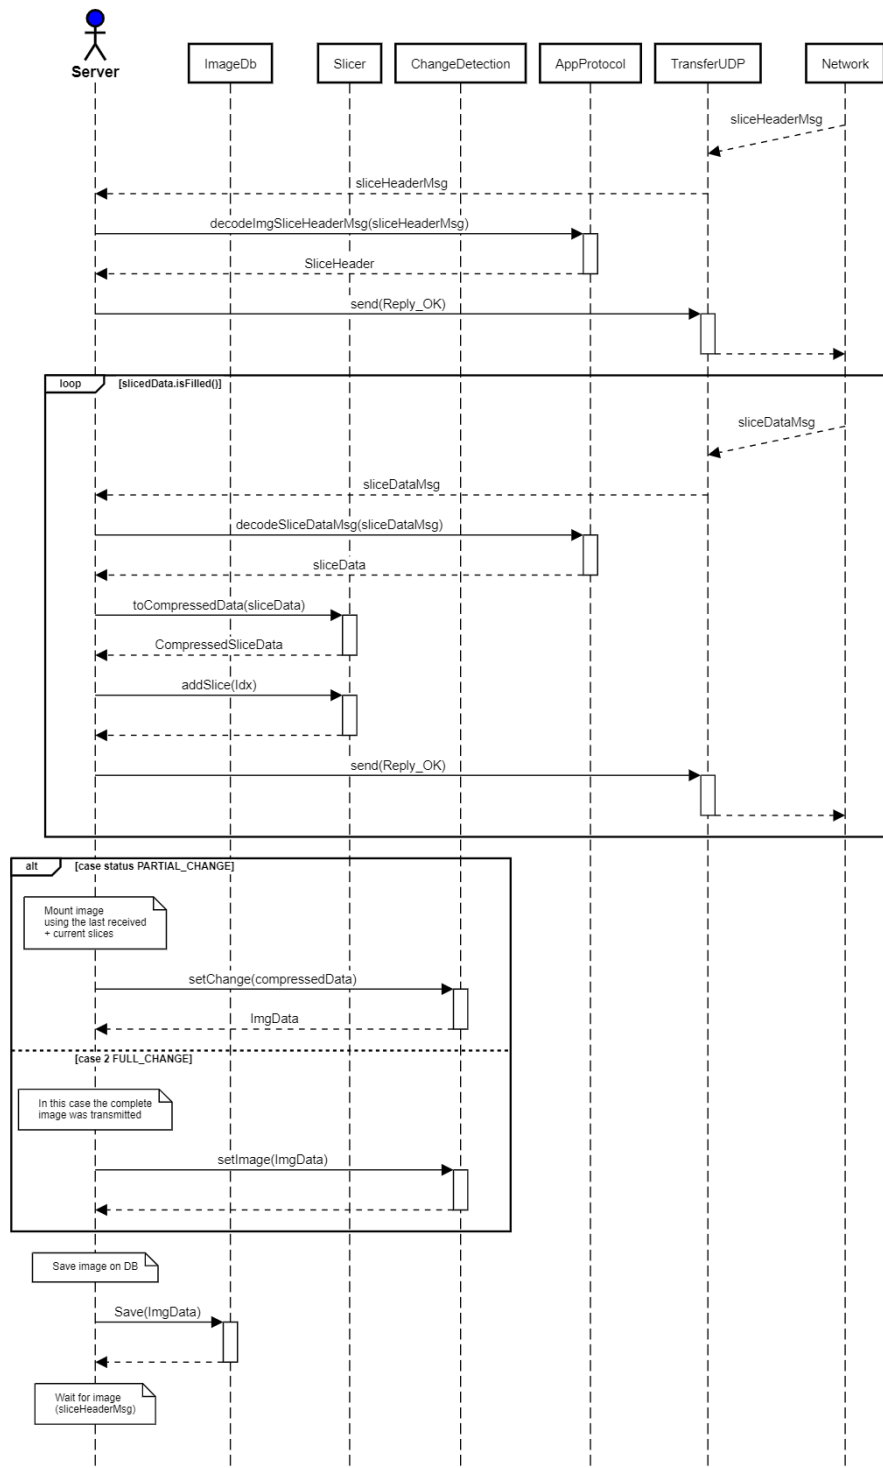 Server
ImageDb
Slicer
ChangeDetection
AppProtocol
TransferUDP
Network
sliceHeaderMsg
sliceHeaderMsg
decodeImgSliceHeaderMsg(sliceHeaderMsg)
SliceHeader
send(Reply_OK)
loop
[slicedData.isFilled()]
sliceDataMsg
sliceDataMsg
decodeSliceDataMsg(sliceDataMsg)
sliceData
toCompressedData(sliceData)
CompressedSliceData
addSlice(Idx)
send(Reply_OK)
alt
[case status PARTIAL_CHANGE]
Mount image
using the last received
+ current slices
setChange(compressedData)
ImgData
[case 2 FULL_CHANGE]
In this case the complete
image was transmitted
setImage(ImgData)
Save image on DB
Save(ImgData)
Wait for image
(sliceHeaderMsg)